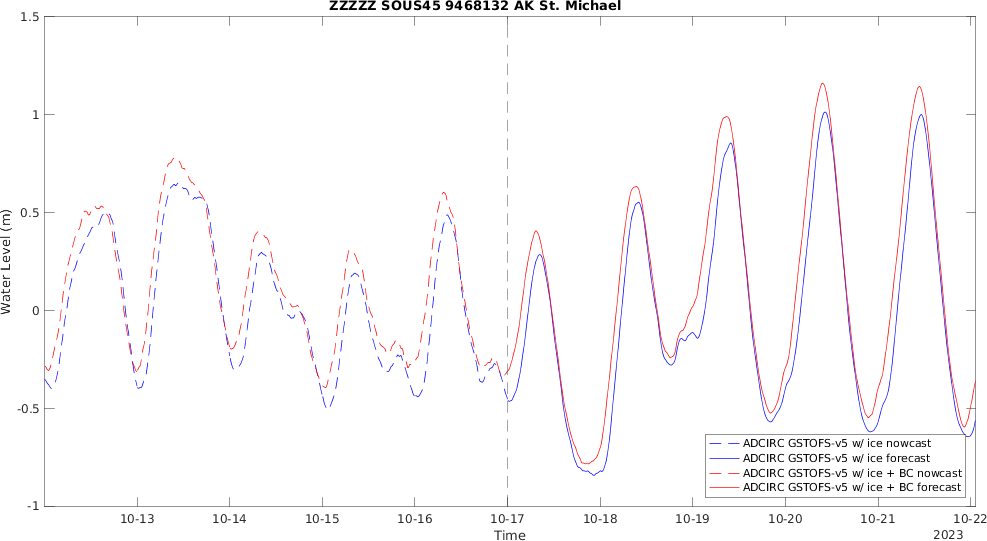 ZZZZZ SOUS45 9468132 AK St. Michael
1.5
1
0.5
0
-0.5
-1
Water Level (m)
10-13
10-14
10-15
10-16
10-17
10-18
10-19
10-20
10-21
10-22
Time
2023
ADCIRC GSTOFS-v5 w/ ice nowcast
ADCIRC GSTOFS-v5 w/ ice forecast
ADCIRC GSTOFS-v5 w/ ice + BC nowcast
ADCIRC GSTOFS-v5 w/ ice + BC forecast